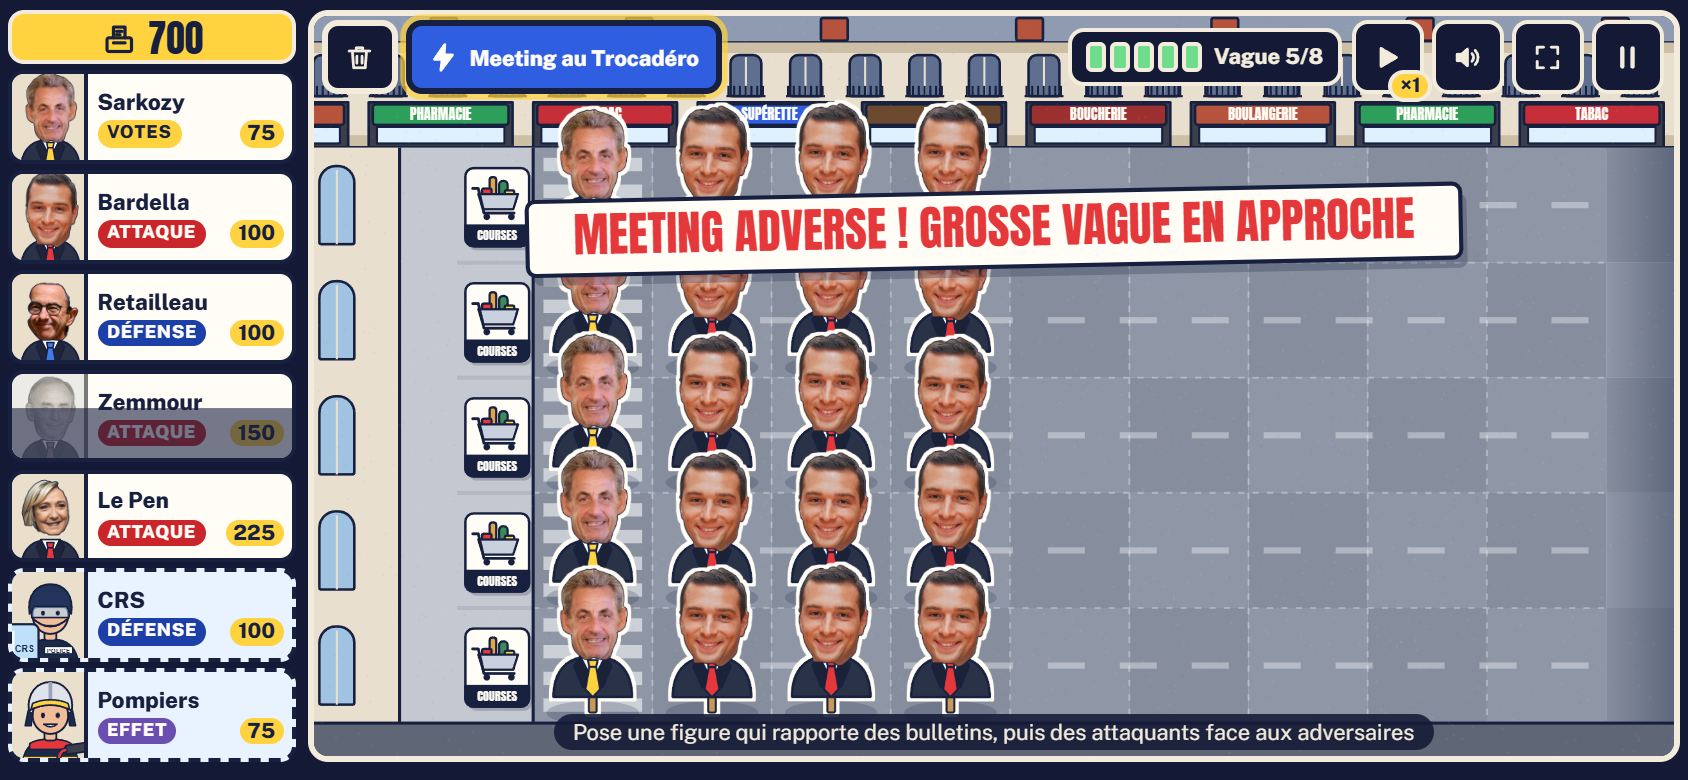 700
Meeting au Trocadéro
Vague 5/8
×1
Sarkozy
VOTES
75
Bardella
ATTAQUE
100
Retailleau
DÉFENSE
100
Zemmour
ATTAQUE
150
Le Pen
ATTAQUE
225
CRS
DÉFENSE
100
CRS
POLICE
Pompiers
EFFET
75
PHARMACIE
SUPÉRETTE
BOUCHERIE
BOULANGERIE
PHARMACIE
TABAC
COURSES
MEETING ADVERSE ! GROSSE VAGUE EN APPROCHE
COURSES
COURSES
COURSES
COURSES
Pose une figure qui rapporte des bulletins, puis des attaquants face aux adversaires